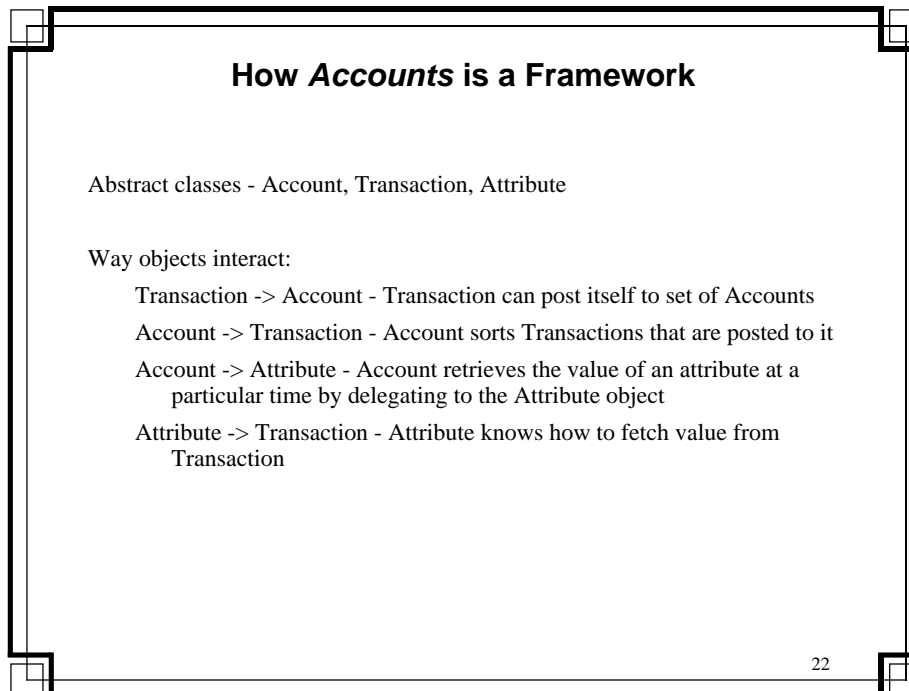 How Accounts is a Framework
Abstract classes - Account, Transaction, Attribute
Way objects interact:
Transaction -> Account - Transaction can post itself to set of Accounts
Account -> Transaction - Account sorts Transactions that are posted to it
Account -> Attribute - Account retrieves the value of an attribute at a
particular time by delegating to the Attribute object
Attribute -> Transaction - Attribute knows how to fetch value from
Transaction
22